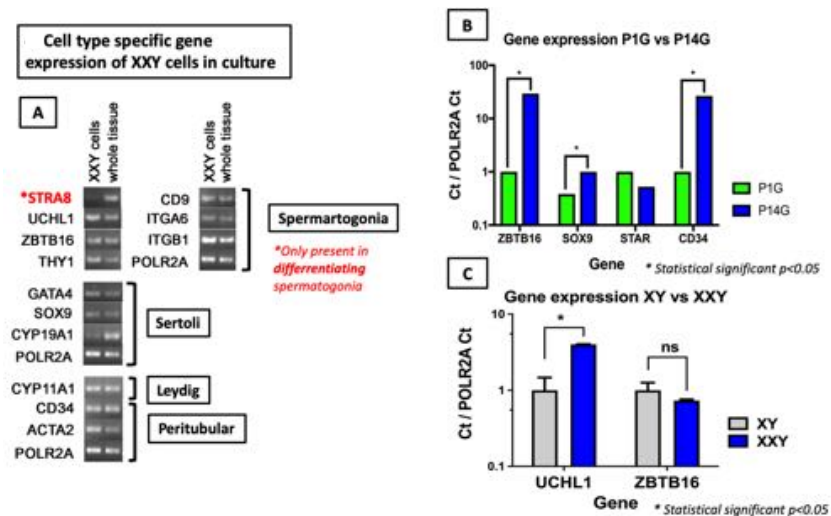 Cell type specific gene
expression of XXY cells in culture
A
XXY cells
whole tissue
XXY cells
whole tissue
*STRA8
UCHL1
ZBTB16
THY1
CD9
ITGA6
ITGB1
POLR2A
Spermartogonia
*Only present in
differentiating
spermatogonia
GATA4
SOX9
CYP19A1
POLR2A
Sertoli
CYP11A1
Leydig
CD34
ACTA2
POLR2A
Peritubular
B
Gene expression P1G vs P14G
Ct / POLR2A Ct
100
10
1
0.1
*
*
*
ZBTB16 SOX9 STAR CD34
Gene
P1G
P14G
* Statistical significant p<0.05
C
Gene expression XY vs XXY
Ct / POLR2A Ct
10
1
0.1
*
ns
UCHL1 ZBTB16
Gene
XY
XXY
* Statistical significant p<0.05